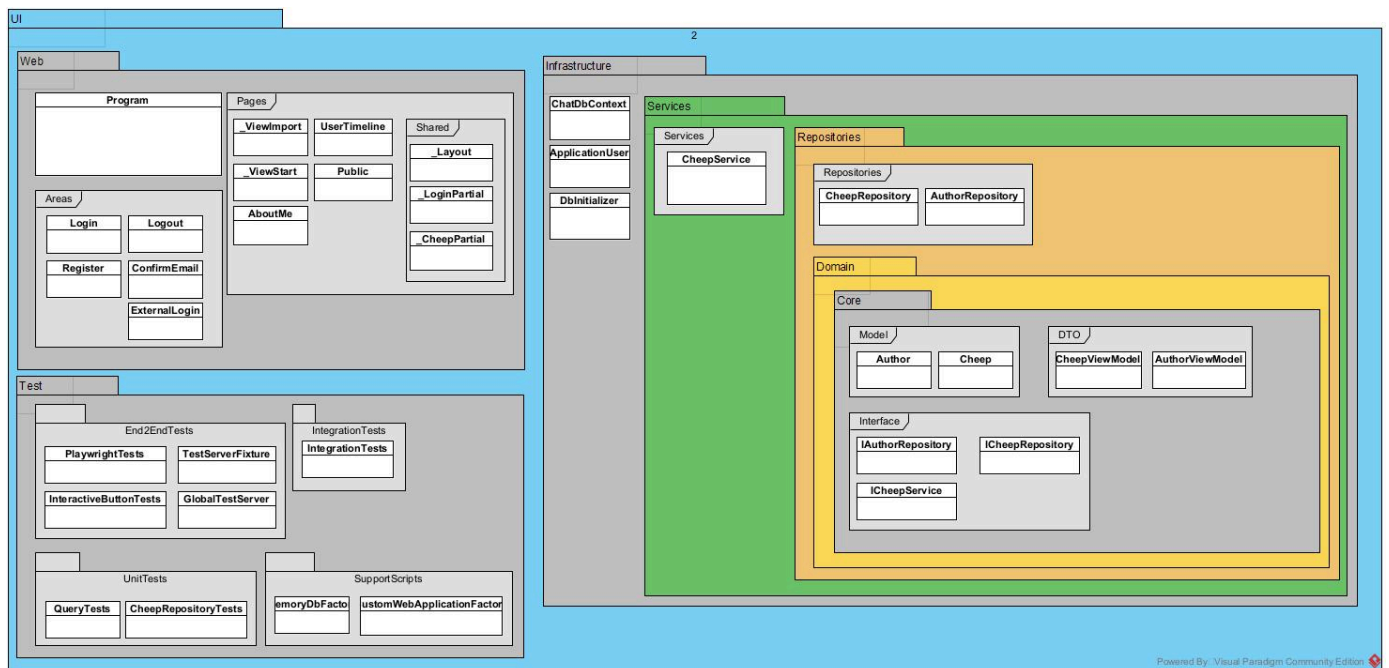 UI
2
Web
Program
Pages
_ViewImport
UserTimeline
_ViewStart
Public
AboutMe
Shared
_Layout
_LoginPartial
_CheepPartial
Areas
Login
Logout
Register
ConfirmEmail
ExternalLogin
Test
End2EndTests
PlaywrightTests
TestServerFixture
InteractiveButtonTests
GlobalTestServer
IntegrationTests
IntegrationTests
UnitTests
QueryTests
CheepRepositoryTests
SupportScripts
emoryDbFacto
ustomWebApplicationFactor
Infrastructure
ChatDbContext
ApplicationUser
DbInitializer
Services
Services
CheepService
Repositories
Repositories
CheepRepository
AuthorRepository
Domain
Core
Model
Author
Cheep
DTO
CheepViewModel
AuthorViewModel
Interface
IAuthorRepository
ICheepRepository
ICheepService
Powered By Visual Paradigm Community Edition